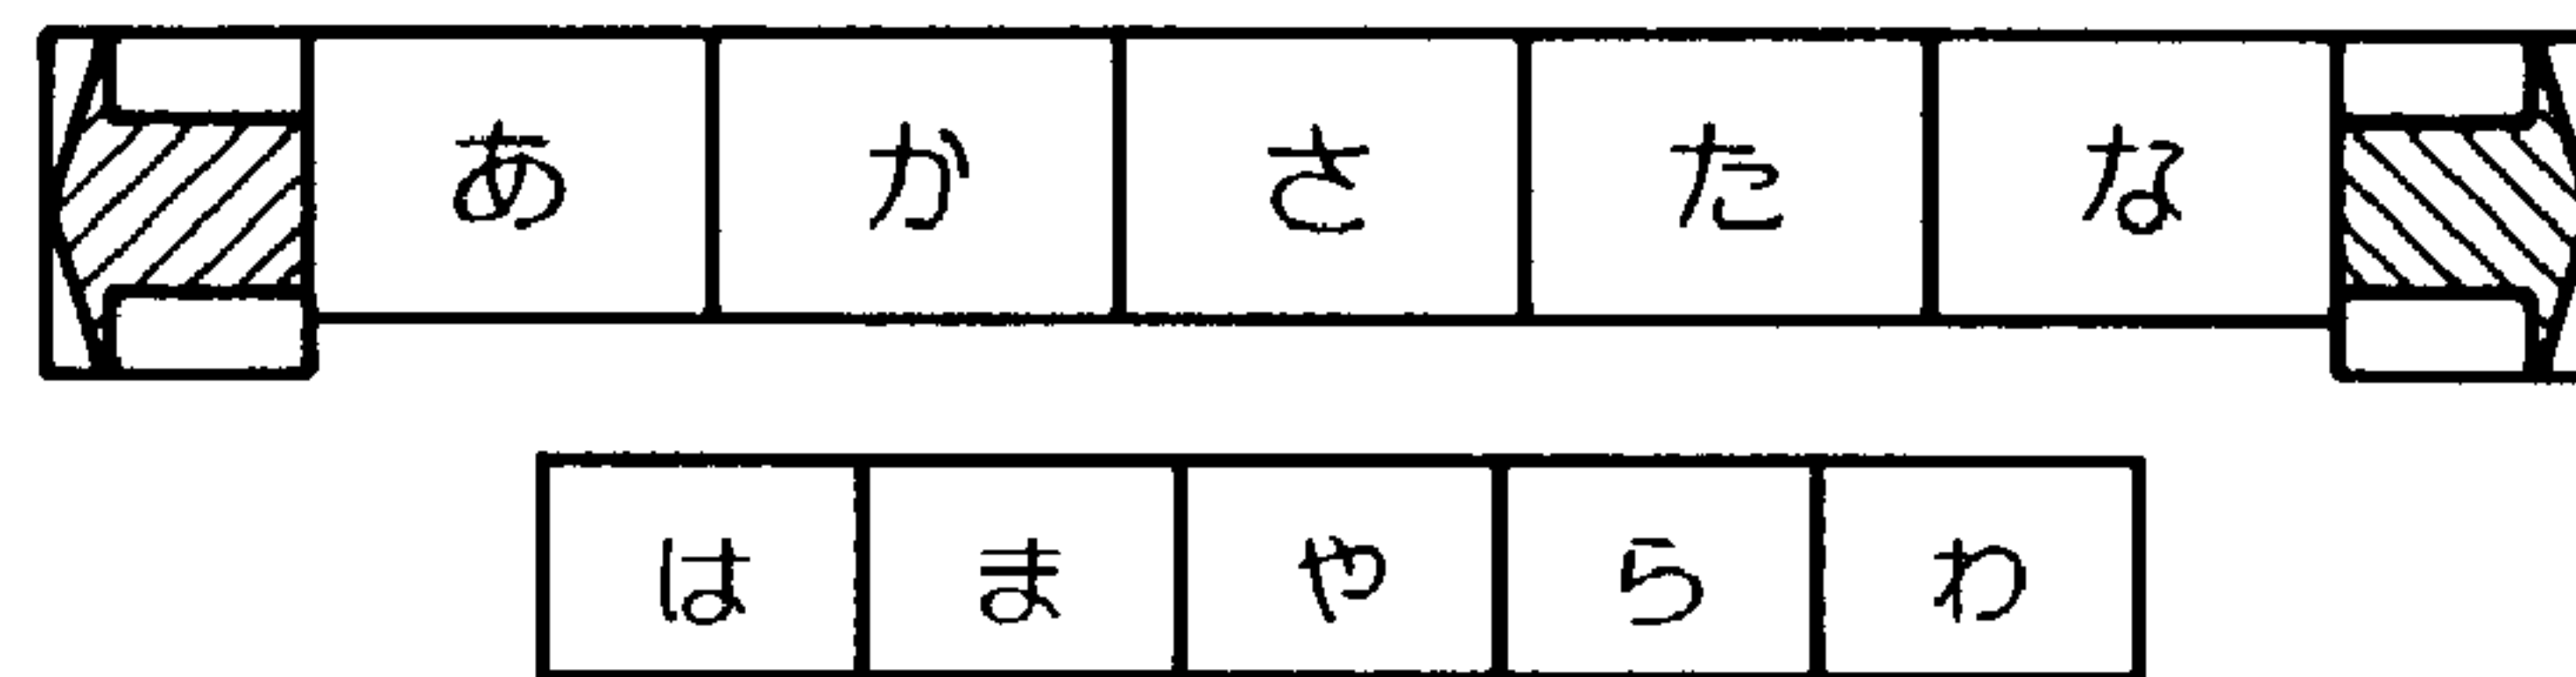 あ か さ た な
は ま や ら わ